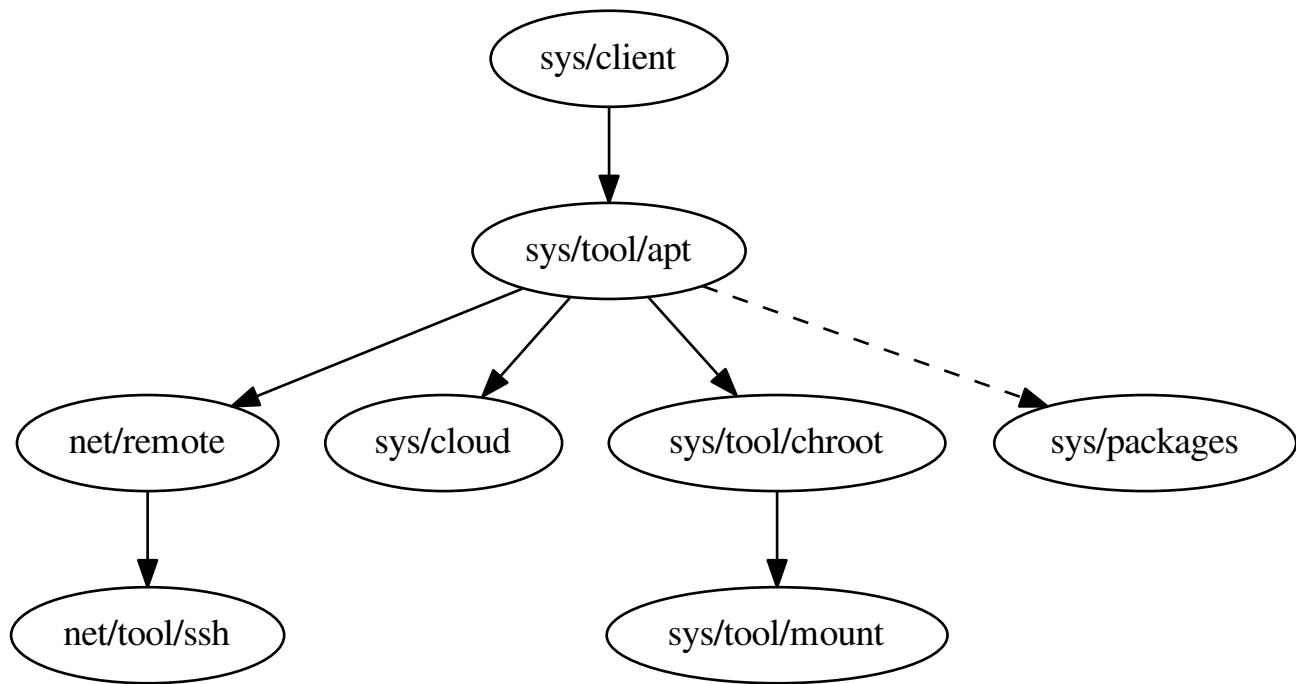 sys/client
sys/tool/apt
net/remote
sys/cloud
sys/tool/chroot
sys/packages
net/tool/ssh
sys/tool/mount